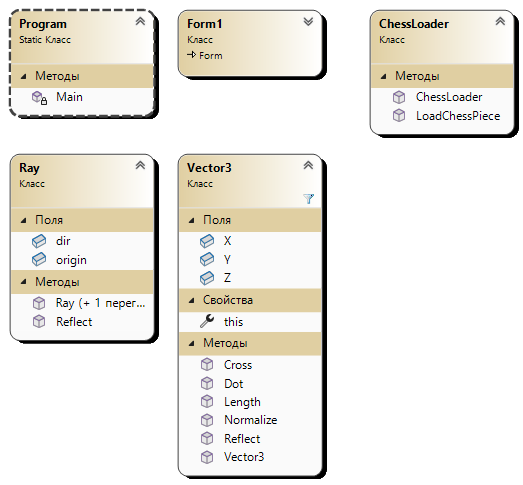 Program
Static Класс
Методы
Main
Form1
Класс
Form
ChessLoader
Класс
Методы
ChessLoader
LoadChessPiece
Ray
Класс
Поля
dir
origin
Методы
Ray (+ 1 перег...
Reflect
Vector3
Класс
Поля
X
Y
Z
Свойства
this
Методы
Cross
Dot
Length
Normalize
Reflect
Vector3